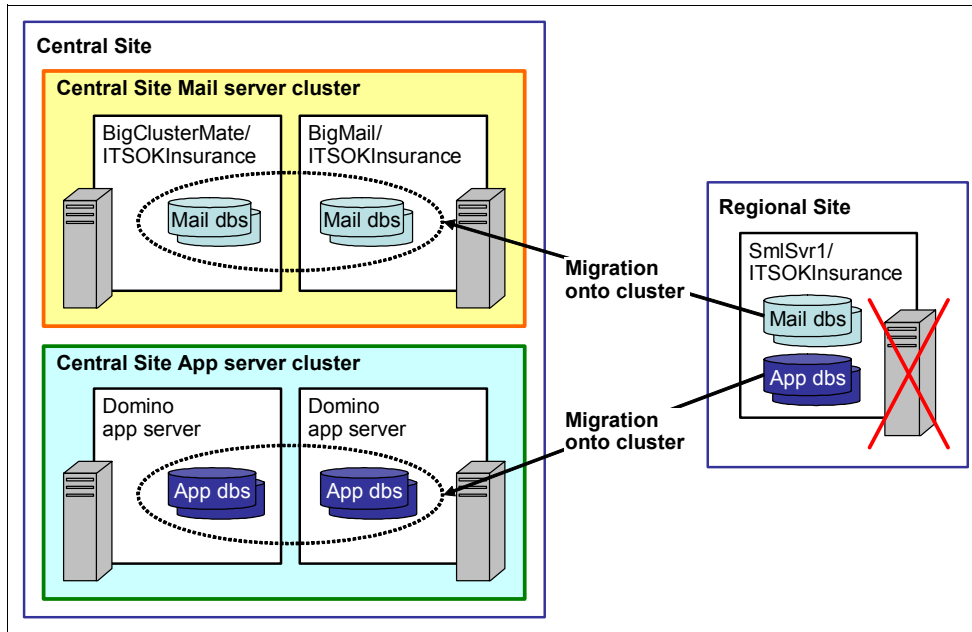 Central Site
Central Site Mail server cluster
BigClusterMate/
ITSOKInsurance
BigMail/
ITSOKInsurance
Mail dbs
Mail dbs
Central Site App server cluster
Domino
app server
Domino
app server
App dbs
App dbs
Migration
onto cluster
Migration
onto cluster
Regional Site
SmlSvr1/
ITSOKInsurance
Mail dbs
App dbs